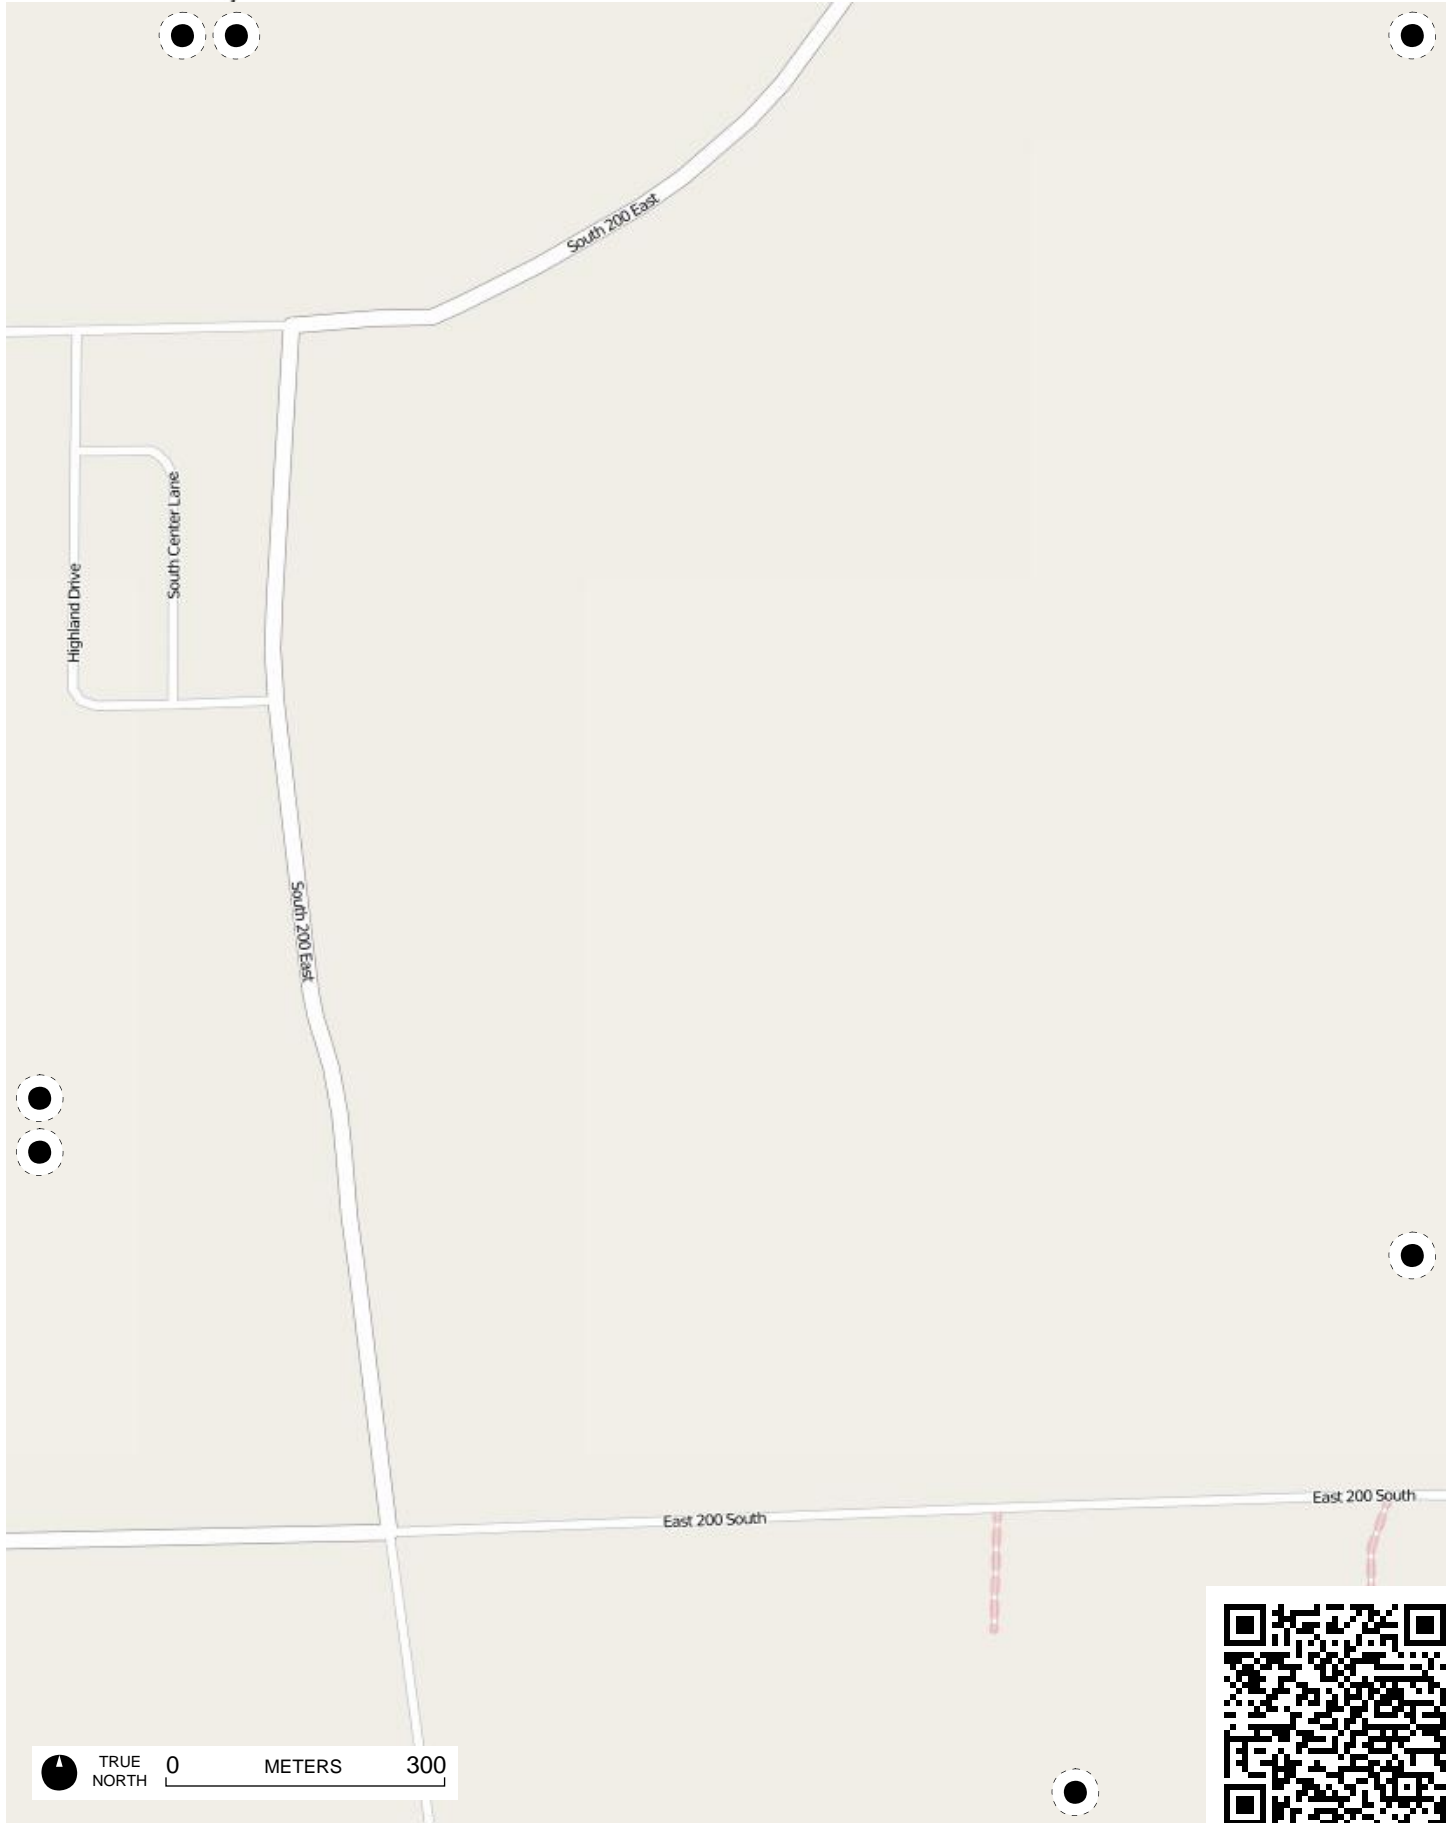 South 200 East
South Center Lane
Highland Drive
South 200 East
East 200 South
East 200 South
TRUE
NORTH
0 METERS 300